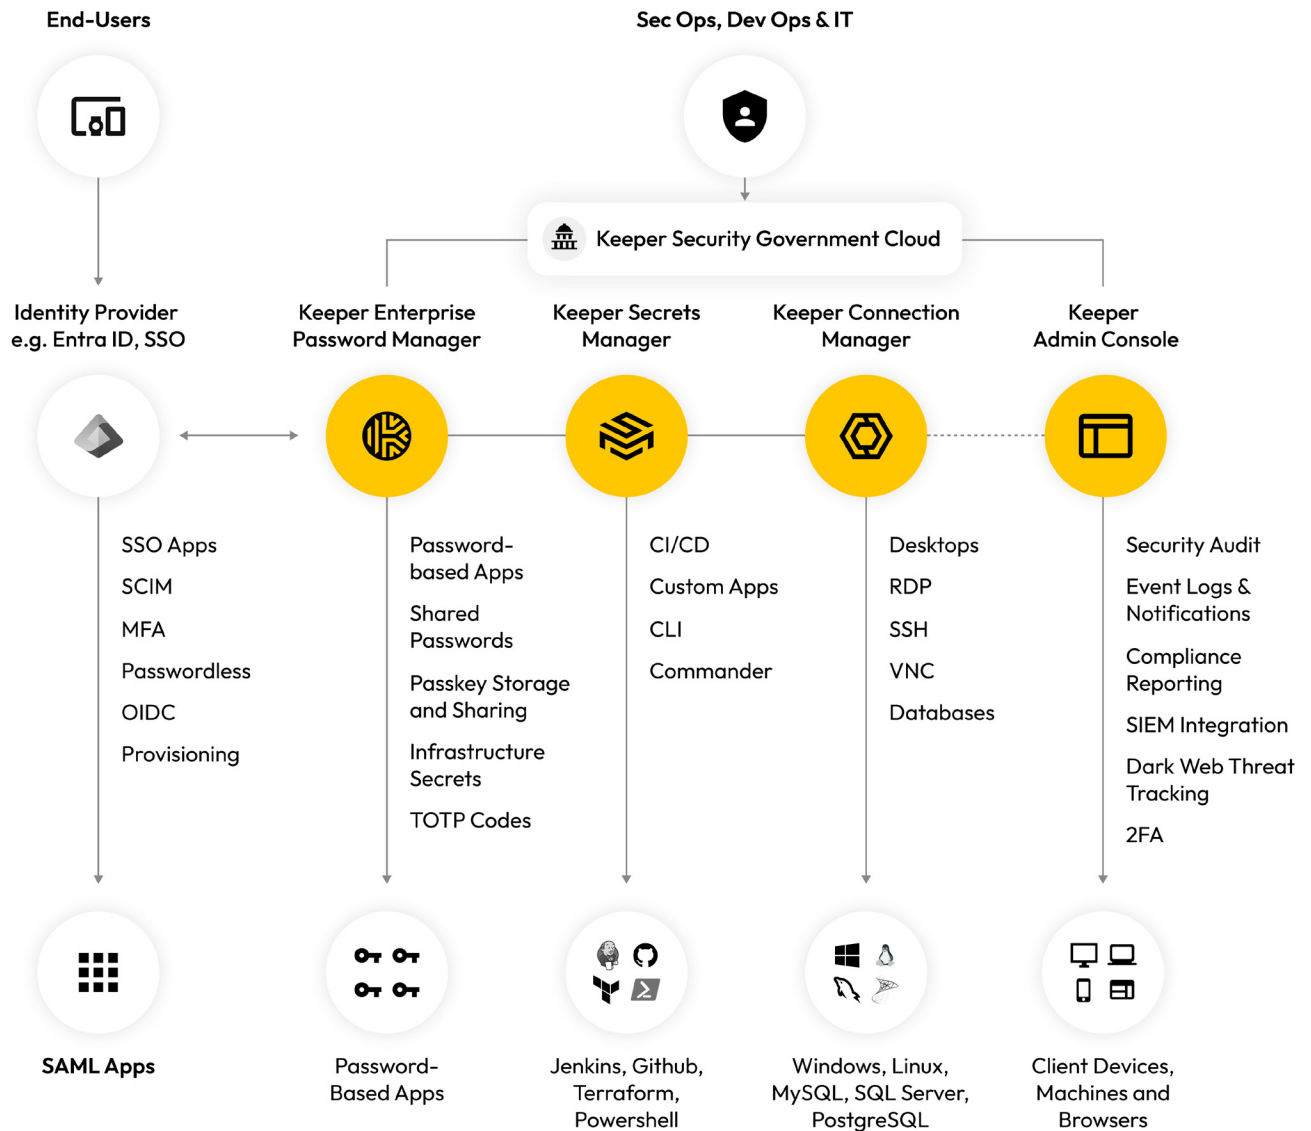 End-Users
Sec Ops, Dev Ops & IT
Keeper Security Government Cloud
Identity Provider
e.g. Entra ID, SSO
Keeper Enterprise
Password Manager
Keeper Secrets
Manager
Keeper Connection
Manager
Keeper
Admin Console
SSO Apps
SCIM
MFA
Passwordless
OIDC
Provisioning
Password-
based Apps
Shared
Passwords
Passkey Storage
and Sharing
Infrastructure
Secrets
TOTP Codes
CI/CD
Custom Apps
CLI
Commander
Desktops
RDP
SSH
VNC
Databases
Security Audit
Event Logs &
Notifications
Compliance
Reporting
SIEM Integration
Dark Web Threat
Tracking
2FA
SAML Apps
Password-
Based Apps
Jenkins, Github,
Terraform,
Powershell
Windows, Linux,
MySQL, SQL Server,
PostgreSQL
Client Devices,
Machines and
Browsers